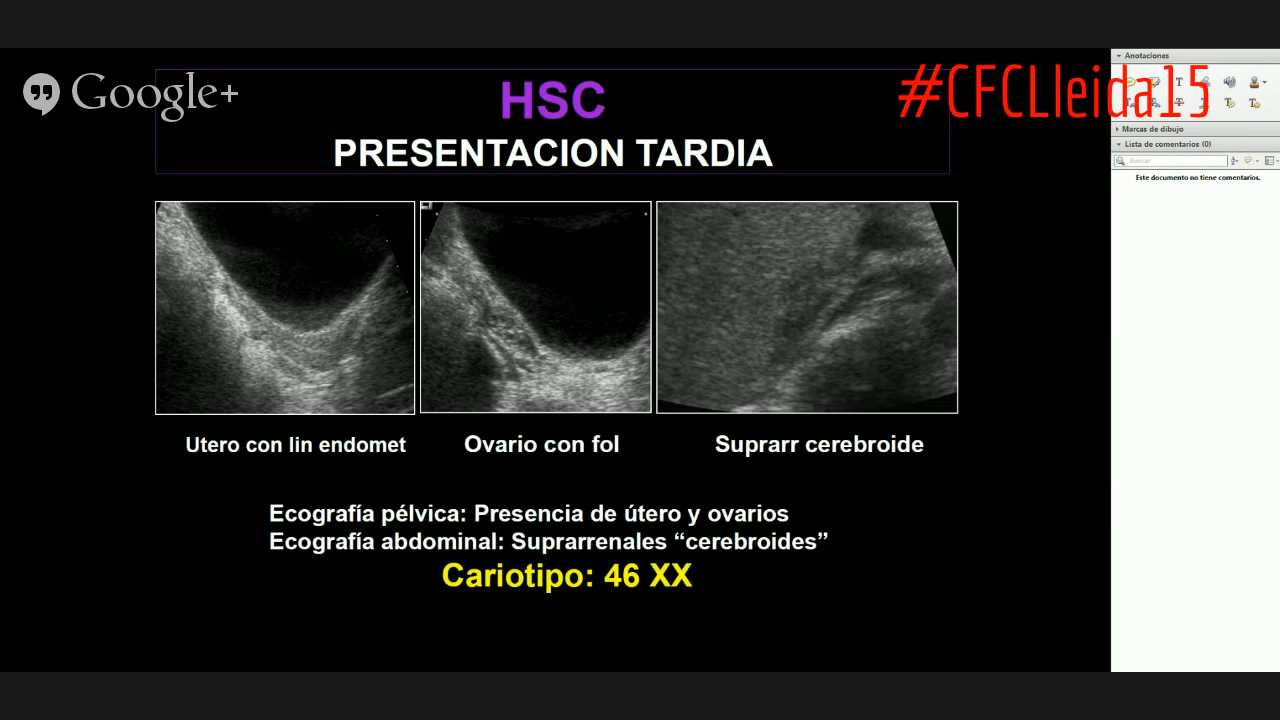 Google+
#CFCLleida15
HSC
PRESENTACION TARDIA
Utero con lin endomet
Ovario con fol
Suprarr cerebroide
Ecografía pélvica: Presencia de útero y ovarios
Ecografía abdominal: Suprarrenales “cerebroides”
Cariotipo: 46 XX
Anotaciones
Marcas de dibujo
Lista de comentarios (0)
Buscar
Este documento no tiene comentarios.